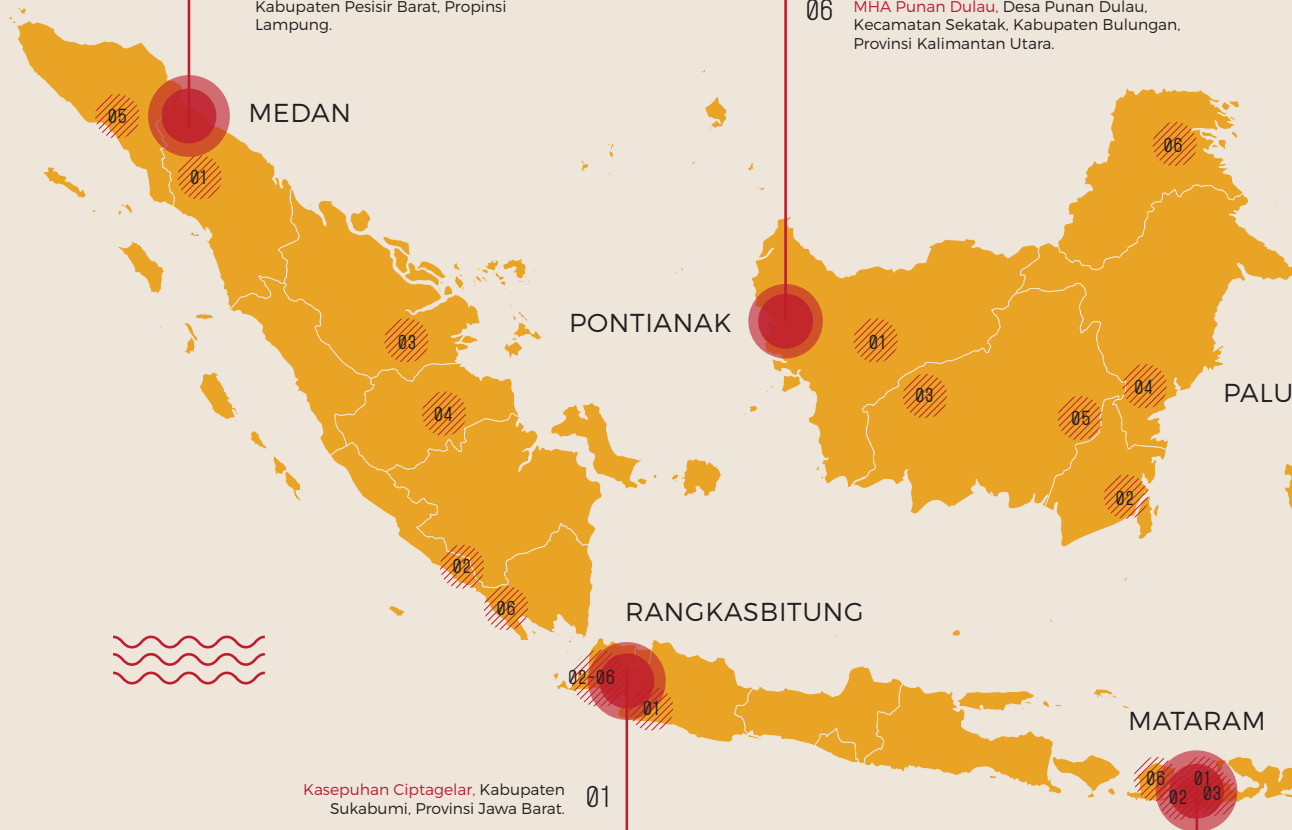 Kabupaten Pesisir Barat, Propinsi
Lampung.
06
MHA Punan Dulau, Desa Punan Dulau,
Kecamatan Sekatak, Kabupaten Bulungan,
Provinsi Kalimantan Utara.
05
MEDAN
01
06
03
PONTIANAK
01
04
03
05
04
PALU
02
02
06
RANGKASBITUNG
02-06
01
MATARAM
06
01
02
03
Kasepuhan Ciptagelar, Kabupaten
Sukabumi, Provinsi Jawa Barat.
01